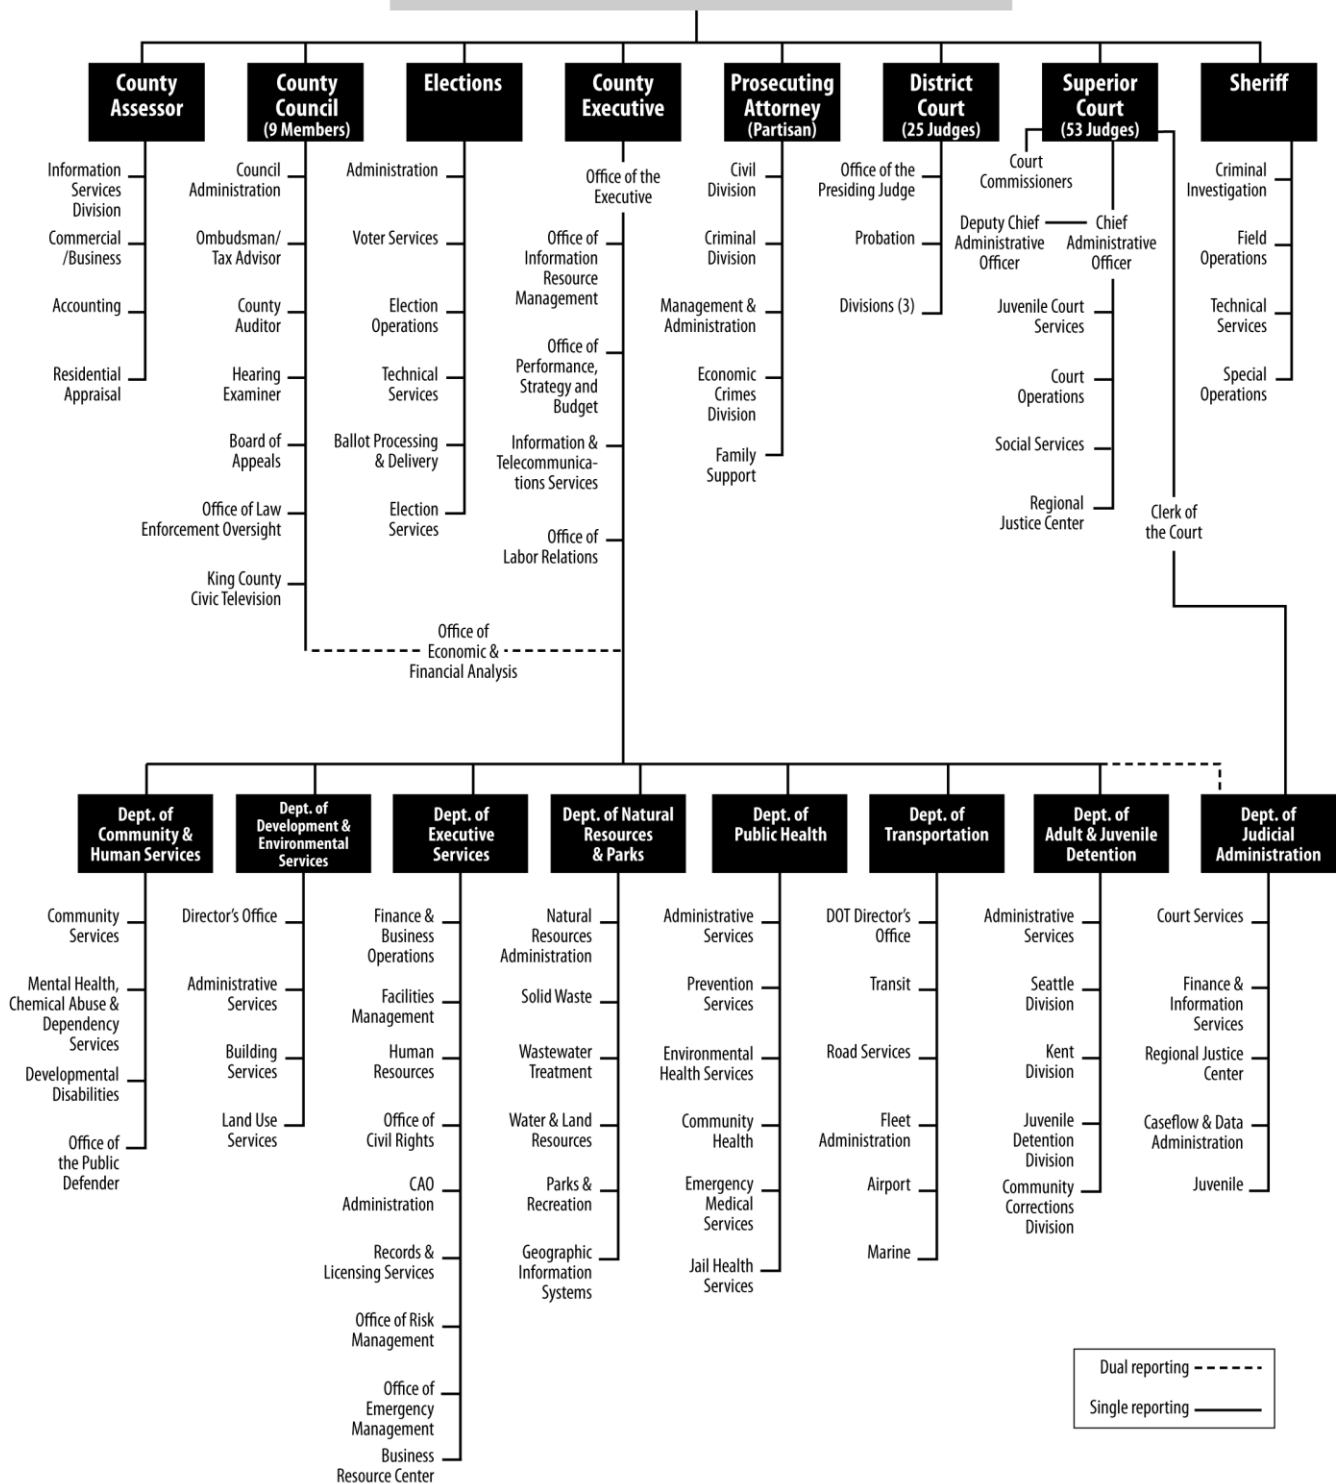 County
Assessor
County
Council
(9 Members)
Elections
County
Executive
Prosecuting
Attorney
(Partisan)
District
Court
(25 Judges)
Superior
Court
(53 Judges)
Sheriff
Information
Services
Division
Commercial
/Business
Accounting
Residential
Appraisal
Council
Administration
Ombudsman/
Tax Advisor
County
Auditor
Hearing
Examiner
Board of
Appeals
Office of Law
Enforcement Oversight
King County
Civic Television
Administration
Voter Services
Election
Operations
Technical
Services
Ballot Processing
& Delivery
Election
Services
Office of the
Executive
Office of
Information
Resource
Management
Office of
Performance,
Strategy and
Budget
Information &
Telecommunica-
tions Services
Office of
Labor Relations
Office of
Economic &
Financial Analysis
Civil
Division
Criminal
Division
Management &
Administration
Economic
Crimes
Division
Family
Support
Office of the
Presiding Judge
Probation
Divisions (3)
Court
Commissioners
Deputy Chief
Administrative
Officer
Chief
Administrative
Officer
Juvenile Court
Services
Court
Operations
Social Services
Regional
Justice Center
Clerk of
the Court
Criminal
Investigation
Field
Operations
Technical
Services
Special
Operations
Dept. of
Community &
Human Services
Dept. of
Development &
Environmental
Services
Dept. of
Executive
Services
Dept. of Natural
Resources
& Parks
Dept. of
Public Health
Dept. of
Transportation
Dept. of
Adult & Juvenile
Detention
Dept. of
Judicial
Administration
Community
Services
Mental Health,
Chemical Abuse &
Dependency
Services
Developmental
Disabilities
Office of
the Public
Defender
Director's Office
Administrative
Services
Building
Services
Land Use
Services
Finance &
Business
Operations
Facilities
Management
Human
Resources
Office of
Civil Rights
CAO
Administration
Records &
Licensing Services
Office of Risk
Management
Office of
Emergency
Management
Business
Resource Center
Natural
Resources
Administration
Solid Waste
Wastewater
Treatment
Water & Land
Resources
Parks &
Recreation
Geographic
Information
Systems
Administrative
Services
Prevention
Services
Environmental
Health Services
Community
Health
Emergency
Medical
Services
Jail Health
Services
DOT Director's
Office
Transit
Road Services
Fleet
Administration
Airport
Marine
Administrative
Services
Seattle
Division
Kent
Division
Juvenile
Detention
Division
Community
Corrections
Division
Court Services
Finance &
Information
Services
Regional Justice
Center
Caseflow & Data
Administration
Juvenile
Dual reporting
Single reporting